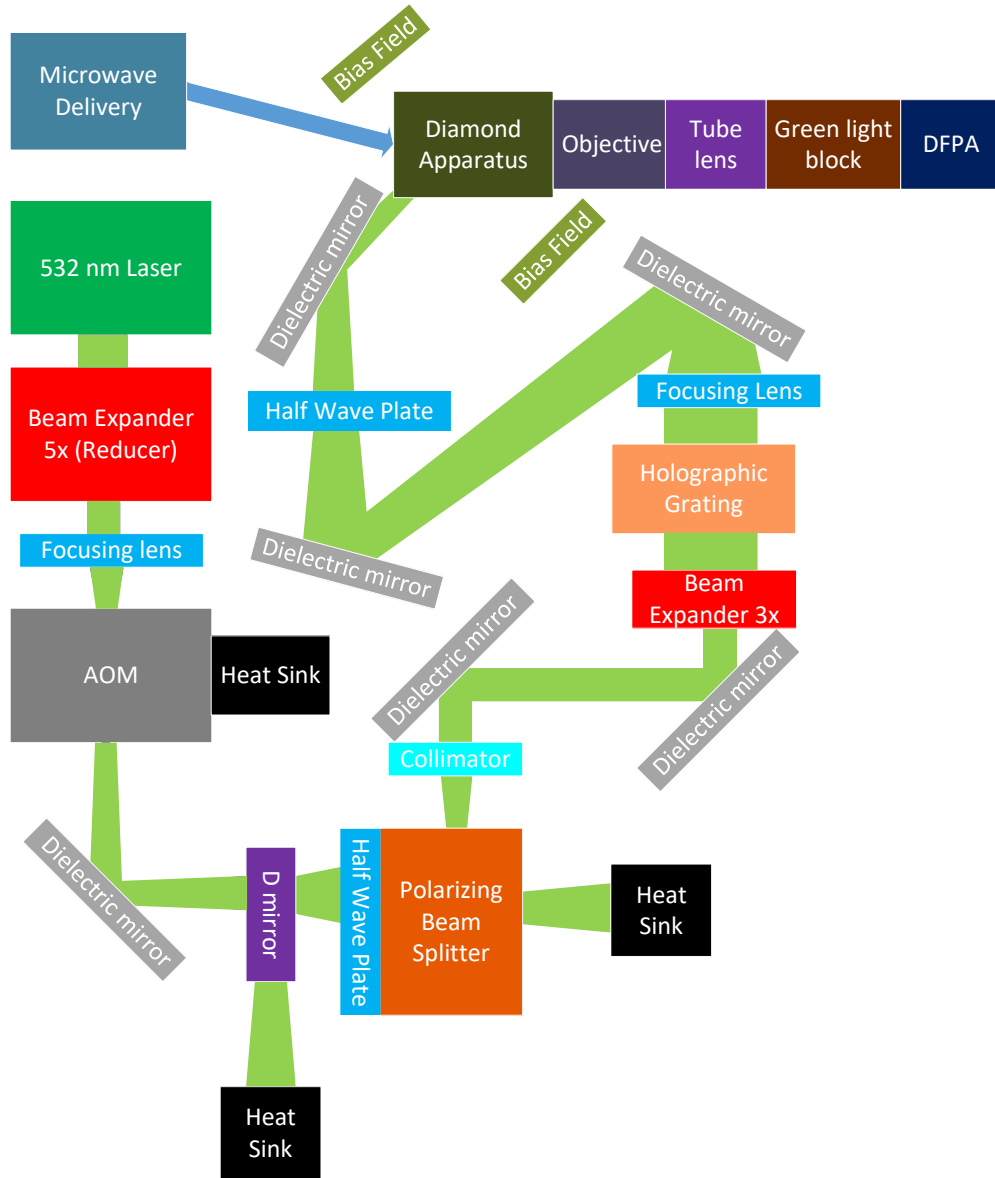 Microwave
Delivery
Bias Field
Diamond
Apparatus
Objective
Tube
lens
Green light
block
DFPA
532 nm Laser
Dielectric mirror
Bias Field
Dielectric mirror
Beam Expander
5x (Reducer)
Half Wave Plate
Focusing Lens
Holographic
Grating
Focusing lens
Dielectric mirror
Beam
Expander 3x
AOM
Heat Sink
Dielectric mirror
Dielectric mirror
Collimator
Dielectric mirror
D mirror
Half Wave Plate
Polarizing
Beam
Splitter
Heat
Sink
Heat
Sink